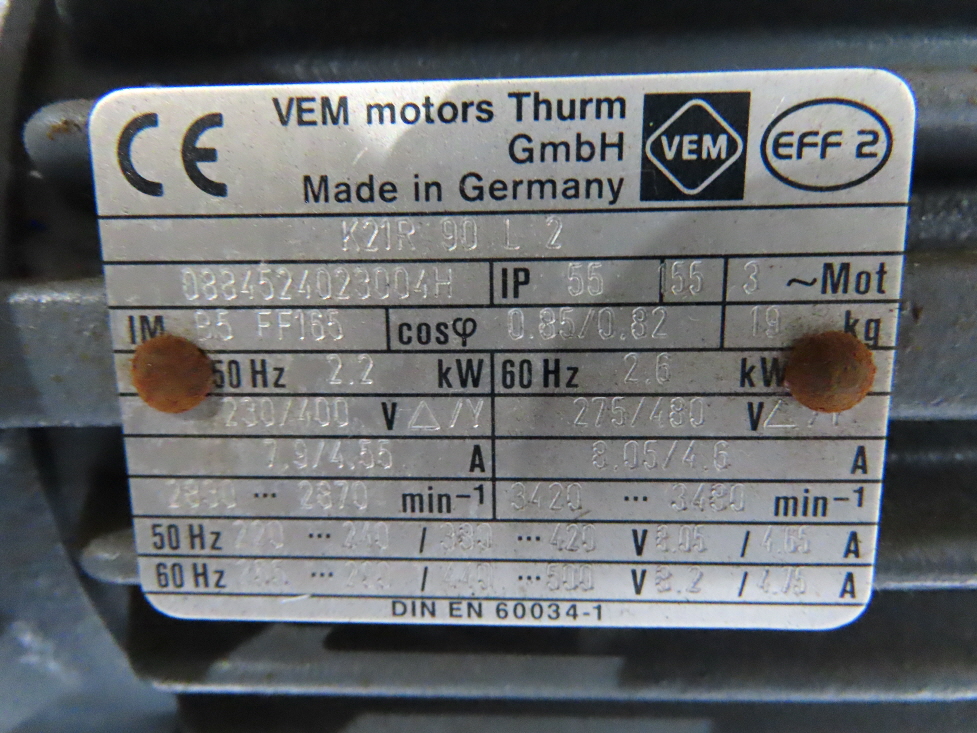 CE VEM motors Thurm VEM EFF 2
GmbH
Made in Germany
K21R 90 L 2
0884524023004H IP 55 155 3 ~Mot
IM B5 FF165 cosφ 0.85/0.82 19 kg
50 Hz 2.2 kW 60 Hz 2.6 kW
230/400 V △/Y 275/480 V △/Y
7.9/4.55 A 8.05/4.6 A
2830 ... 2870 min-1 3420 ... 3480 min-1
50 Hz 220 ... 240 / 380 ... 420 V 8.05 / 4.65 A
60 Hz / ... 500 V 8.2 / 4.75 A
DIN EN 60034-1